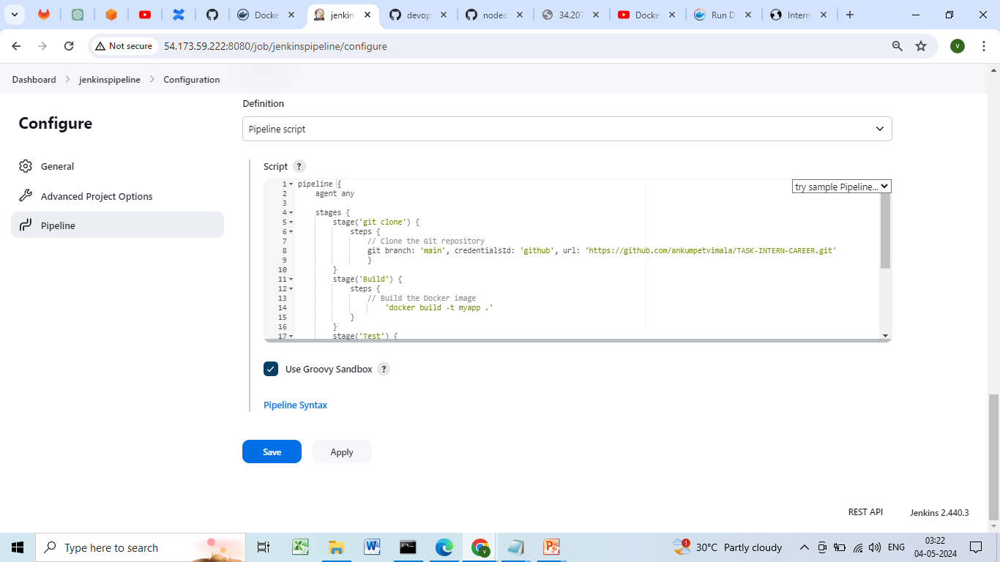 Docke
jenkin
devop
noded
34.207
Docke
Run D
Intern
Not secure
54.173.59.222:8080/job/jenkinspipeline/configure
V
Dashboard
jenkinspipeline
Configuration
Configure
General
Advanced Project Options
Pipeline
Definition
Pipeline script
Script ?
try sample Pipeline...
1 pipeline {
2 agent any
3
4 stages {
5 stage('git clone') {
6 steps {
7 // Clone the Git repository
8 git branch: 'main', credentialsId: 'github', url: 'https://github.com/ankumpetvimala/TASK-INTERN-CAREER.git'
9 }
10 }
11 stage('Build') {
12 steps {
13 // Build the Docker image
14 'docker build -t myapp .'
15 }
16 }
17 stage('Test') {
Use Groovy Sandbox ?
Pipeline Syntax
Save
Apply
REST API
Jenkins 2.440.3
Type here to search
1
30°C Partly cloudy
ENG
03:22
04-05-2024